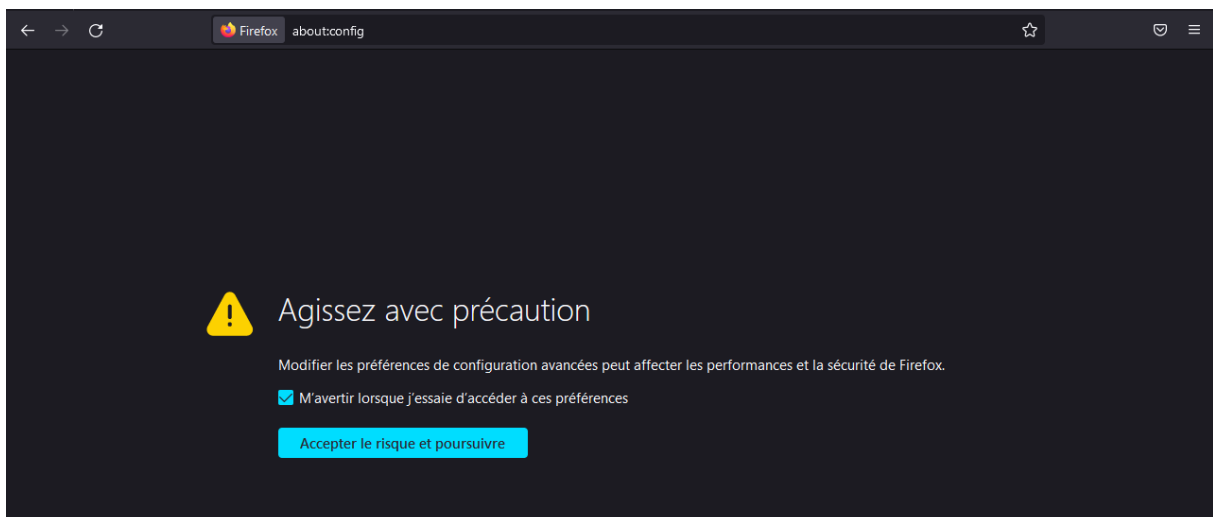 Firefox about:config
Agissez avec précaution
Modifier les préférences de configuration avancées peut affecter les performances et la sécurité de Firefox.
M’avertir lorsque j’essaie d’accéder à ces préférences
Accepter le risque et poursuivre